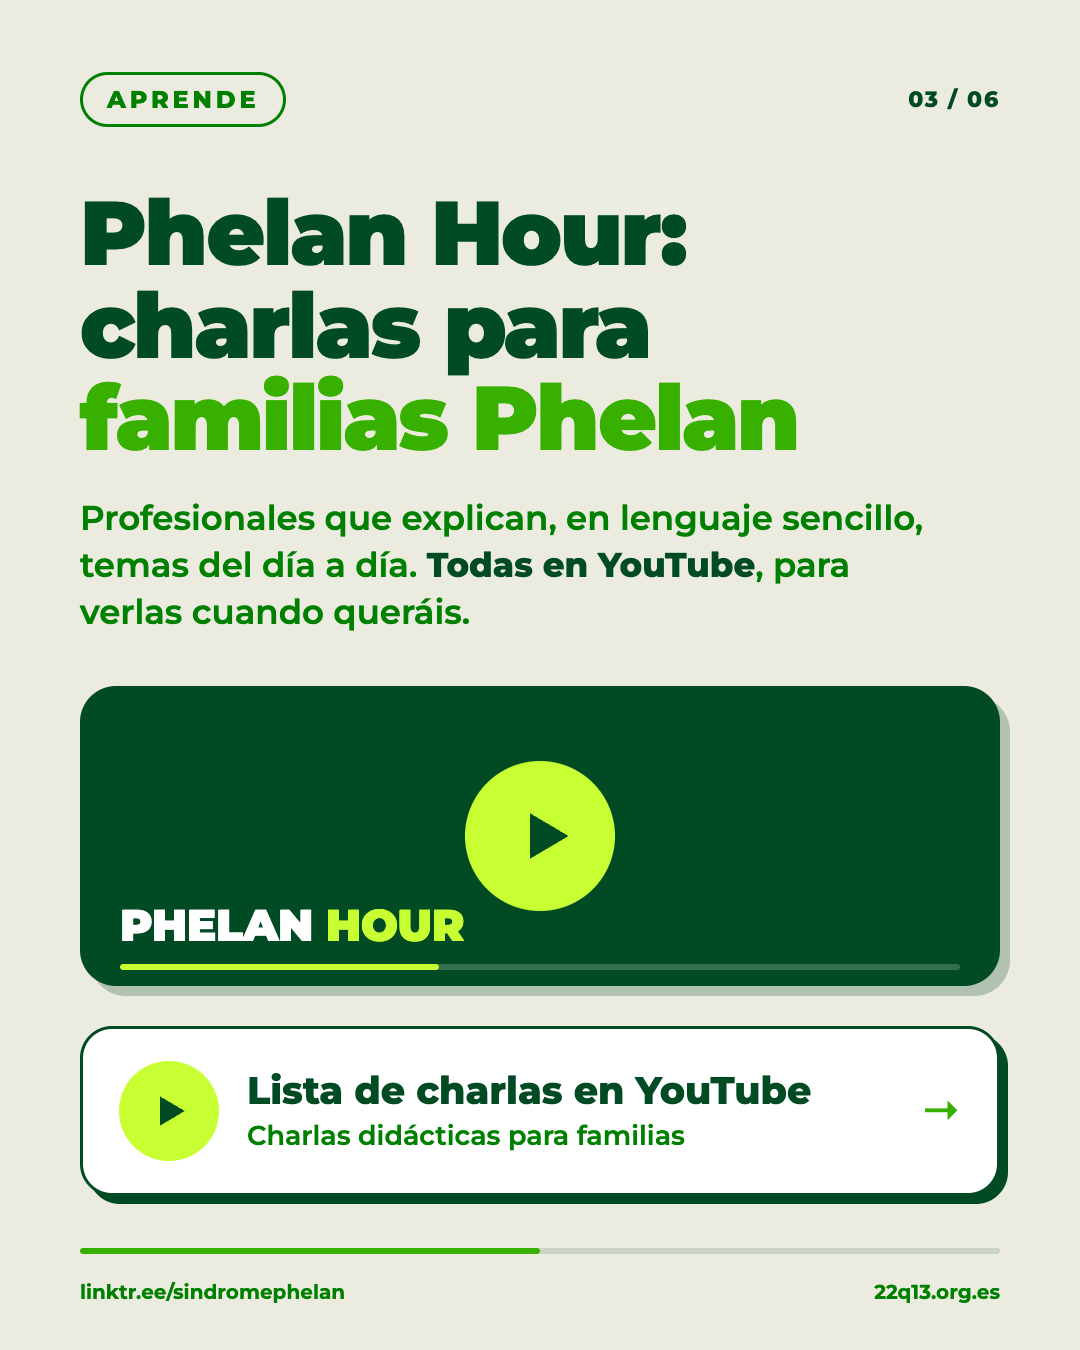 APRENDE
03 / 06
Phelan Hour:
charlas para
familias Phelan
Profesionales que explican, en lenguaje sencillo,
temas del día a día. Todas en YouTube, para
verlas cuando queráis.
PHELAN HOUR
Lista de charlas en YouTube
Charlas didácticas para familias
→
linktr.ee/sindromephelan
22q13.org.es